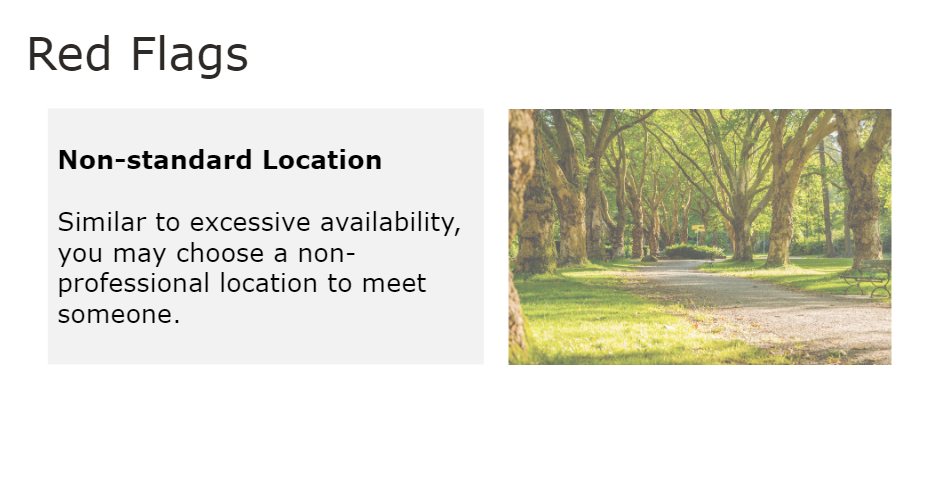 Red Flags
Non-standard Location
Similar to excessive availability,
you may choose a non-
professional location to meet
someone.